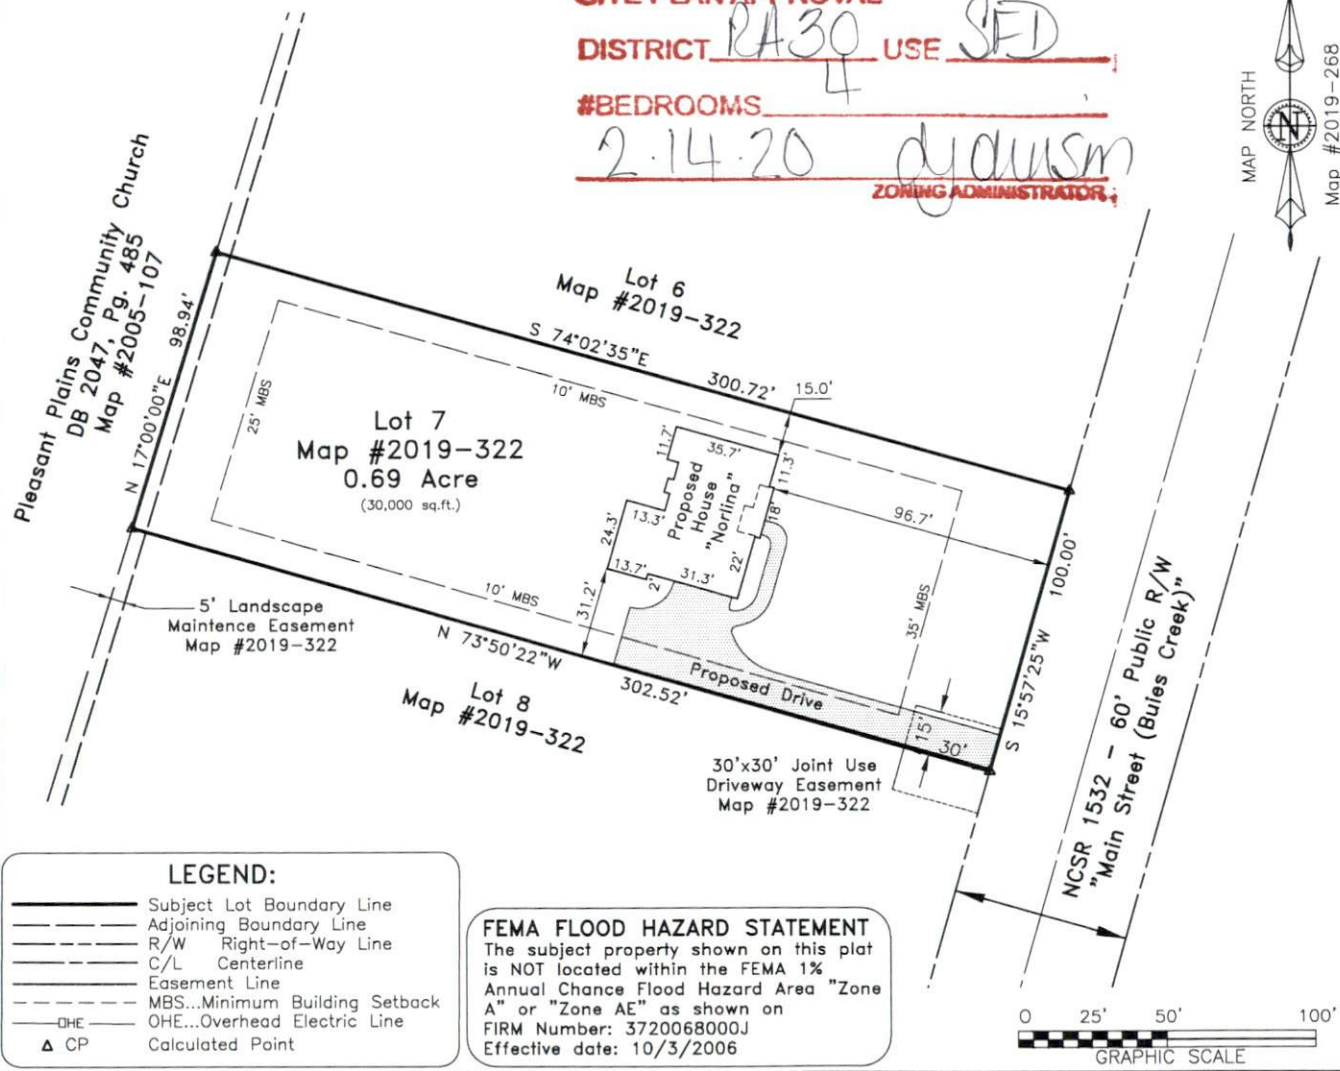 SITE PLAN APPROVAL
DISTRICT RA30 USE SFD
#BEDROOMS 4
2.14.20
ZONING ADMINISTRATOR
MAP NORTH
N
Map #2019-268
Pleasant Plains Community Church
DB 2047, Pg. 485
Map #2005-107
N 17°00'00"E 98.94'
Lot 6
Map #2019-322
S 74°02'35"E 300.72'
15.0'
10' MBS
25' MBS
Lot 7
Map #2019-322
0.69 Acre
(30,000 sq.ft.)
11.7'
35.7'
11.3'
Proposed
House
"Norlina"
18'
96.7'
13.3'
24.3'
22'
13.7'
2'
31.3'
31.2'
35' MBS
100.00'
S 15°57'25"W
10' MBS
5' Landscape
Maintence Easement
Map #2019-322
N 73°50'22"W 302.52'
Proposed Drive
15'
30'
Lot 8
Map #2019-322
30'x30' Joint Use
Driveway Easement
Map #2019-322
NCSR 1532 - 60' Public R/W
"Main Street (Buies Creek)"
LEGEND:
Subject Lot Boundary Line
Adjoining Boundary Line
R/W Right-of-Way Line
C/L Centerline
Easement Line
MBS...Minimum Building Setback
OHE OHE...Overhead Electric Line
CP Calculated Point
FEMA FLOOD HAZARD STATEMENT
The subject property shown on this plat
is NOT located within the FEMA 1%
Annual Chance Flood Hazard Area "Zone
A" or "Zone AE" as shown on
FIRM Number: 3720068000J
Effective date: 10/3/2006
0 25' 50' 100'
GRAPHIC SCALE